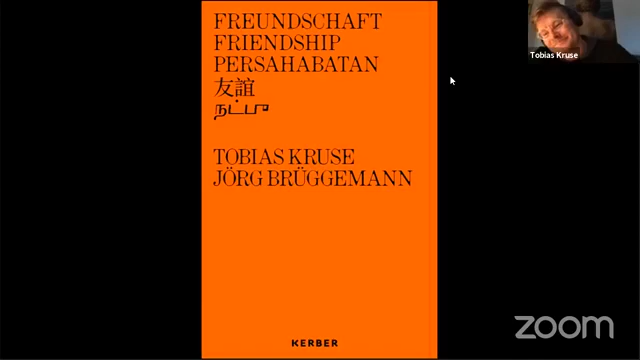 FREUNDSCHAFT
FRIENDSHIP
PERSAHABATAN
友誼
நட்பு
TOBIAS KRUSE
JÖRG BRÜGGEMANN
KERBER
Tobias Kruse
zoom